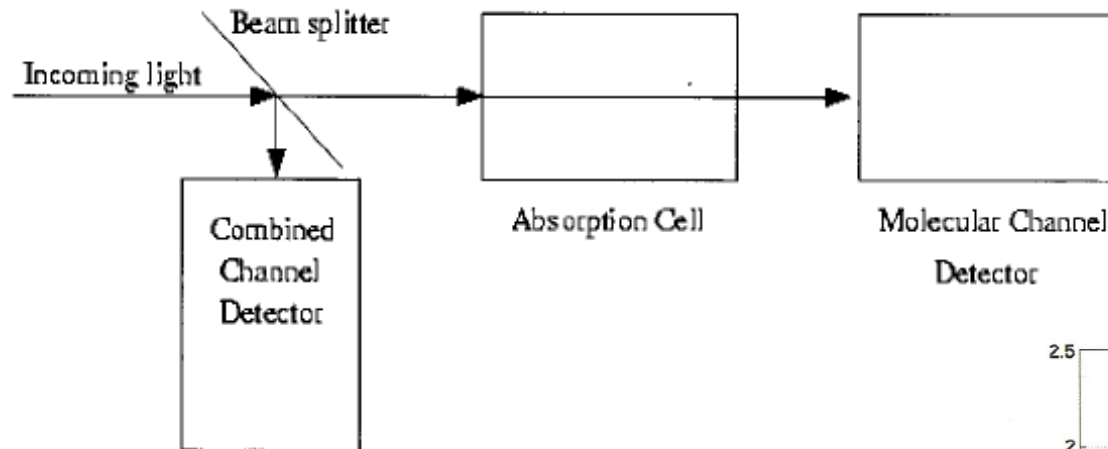 Beam splitter
Incoming light
Absorption Cell
Molecular Channel
Detector
Combined
Channel
Detector
2.5
2